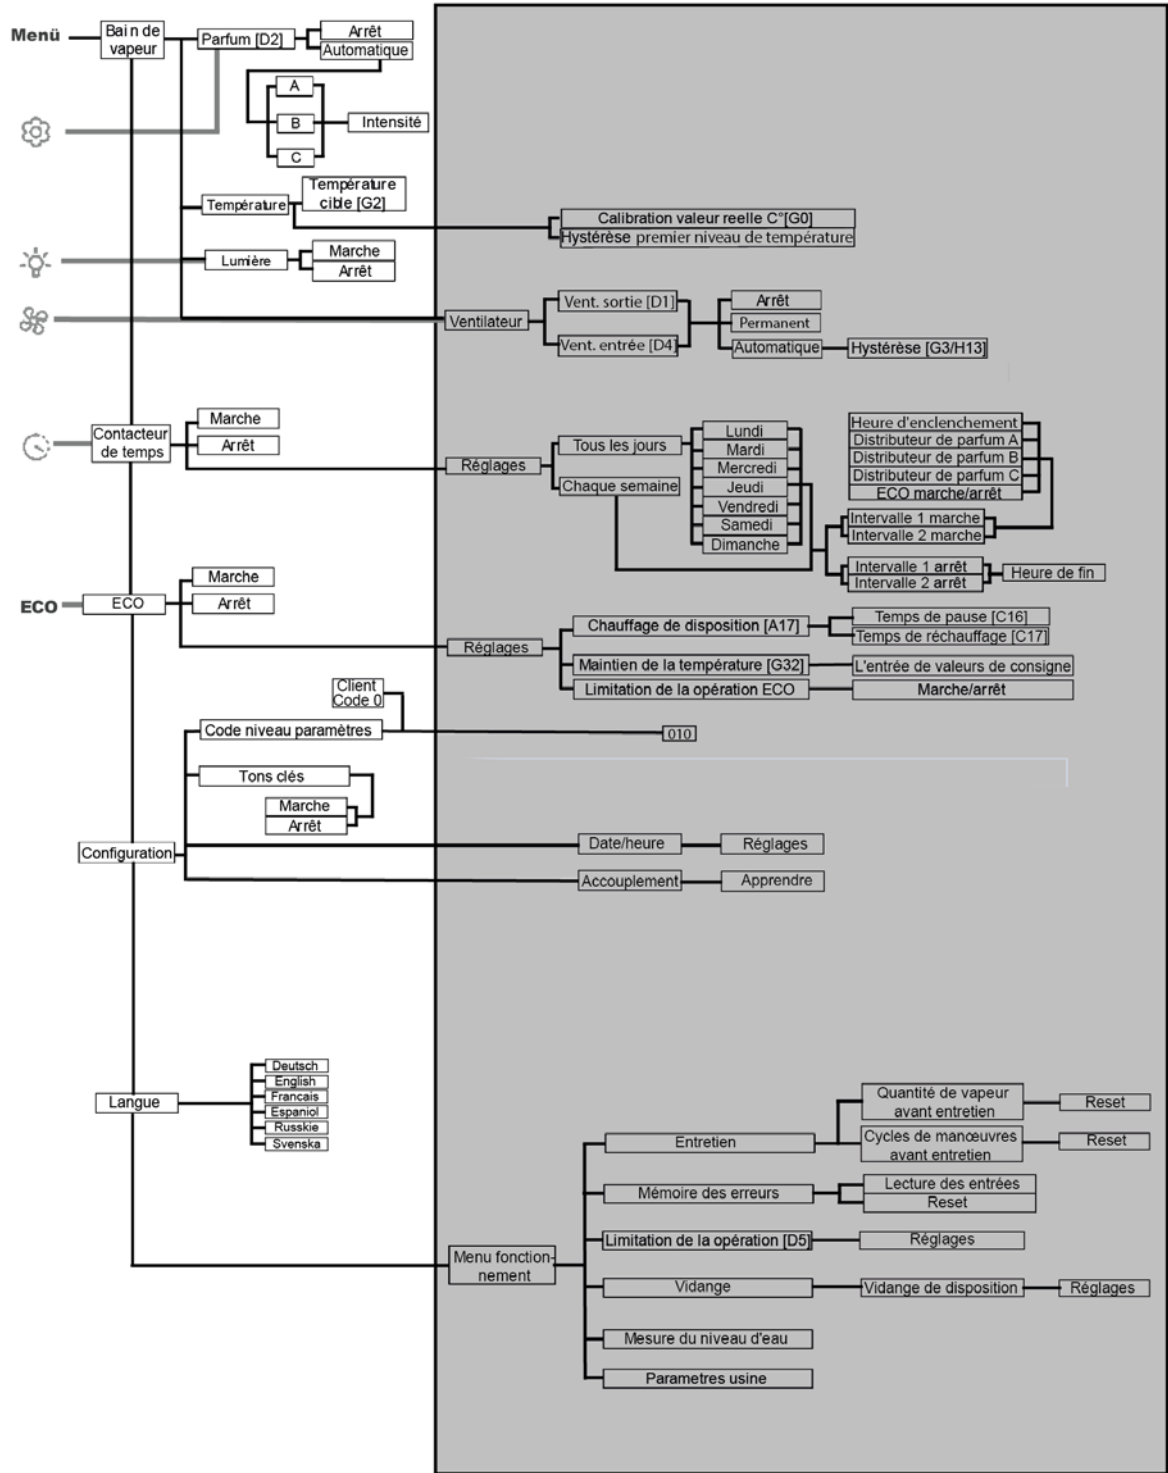 Menü
Bain de
vapeur
Parfum [D2]
Arrêt
Automatique
A
B
C
Intensité
Température
Température
cible [G2]
Calibration valeur reelle C°[G0]
Hystérèse premier niveau de température
Lumière
Marche
Arrêt
Ventilateur
Vent. sortie [D1]
Vent. entrée [D4]
Arrêt
Permanent
Automatique
Hystérèse [G3/H13]
Contacteur
de temps
Marche
Arrêt
Réglages
Tous les jours
Chaque semaine
Lundi
Mardi
Mercredi
Jeudi
Vendredi
Samedi
Dimanche
Heure d'enclenchement
Distributeur de parfum A
Distributeur de parfum B
Distributeur de parfum C
ECO marche/arrêt
Intervalle 1 marche
Intervalle 2 marche
Intervalle 1 arrêt
Intervalle 2 arrêt
Heure de fin
ECO
ECO
Marche
Arrêt
Réglages
Chauffage de disposition [A17]
Temps de pause [C16]
Temps de réchauffage [C17]
Maintien de la température [G32]
L'entrée de valeurs de consigne
Limitation de la opération ECO
Marche/arrêt
Configuration
Code niveau paramètres
Client
Code 0
010
Tons clés
Marche
Arrêt
Date/heure
Réglages
Accouplement
Apprendre
Langue
Deutsch
English
Francais
Espaniol
Russkie
Svenska
Menu fonction-
nement
Entretien
Quantité de vapeur
avant entretien
Reset
Cycles de manœuvres
avant entretien
Reset
Mémoire des erreurs
Lecture des entrées
Reset
Limitation de la opération [D5]
Réglages
Vidange
Vidange de disposition
Réglages
Mesure du niveau d'eau
Parametres usine